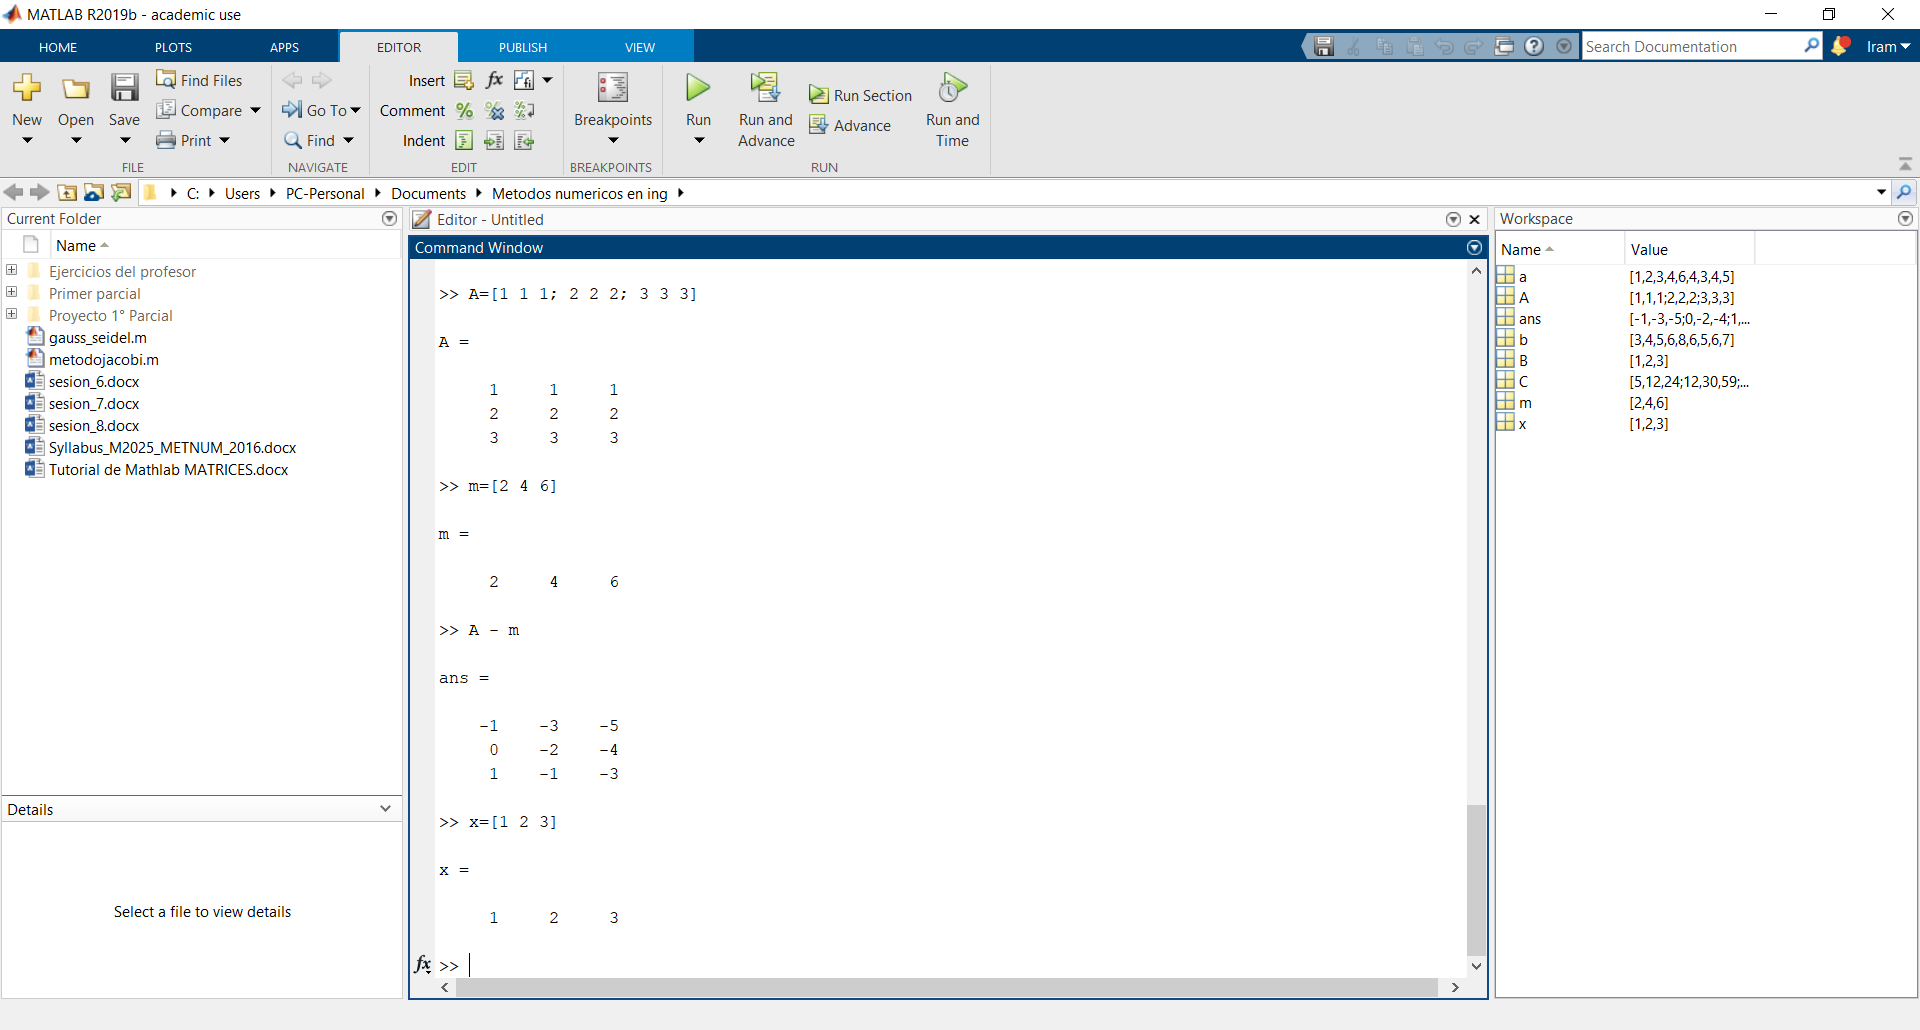 MATLAB R2019b - academic use
HOME PLOTS APPS EDITOR PUBLISH VIEW Search Documentation Iram
New Open Save Find Files Compare Print
FILE
Go To Find
NAVIGATE
Insert fx
Comment
Indent
EDIT
Breakpoints
BREAKPOINTS
Run Run and Advance Run Section Advance Run and Time
RUN
C: Users PC-Personal Documents Metodos numericos en ing
Current Folder
Name
Ejercicios del profesor
Primer parcial
Proyecto 1° Parcial
gauss_seidel.m
metodojacobi.m
sesion_6.docx
sesion_7.docx
sesion_8.docx
Syllabus_M2025_METNUM_2016.docx
Tutorial de Mathlab MATRICES.docx
Details
Select a file to view details
Editor - Untitled
Command Window
>> A=[1 1 1; 2 2 2; 3 3 3]
A =
1 1 1
2 2 2
3 3 3
>> m=[2 4 6]
m =
2 4 6
>> A - m
ans =
-1 -3 -5
0 -2 -4
1 -1 -3
>> x=[1 2 3]
x =
1 2 3
fx >>
Workspace
Name Value
a [1,2,3,4,6,4,3,4,5]
A [1,1,1;2,2,2;3,3,3]
ans [-1,-3,-5;0,-2,-4;1,...
b [3,4,5,6,8,6,5,6,7]
B [1,2,3]
C [5,12,24;12,30,59;...
m [2,4,6]
x [1,2,3]